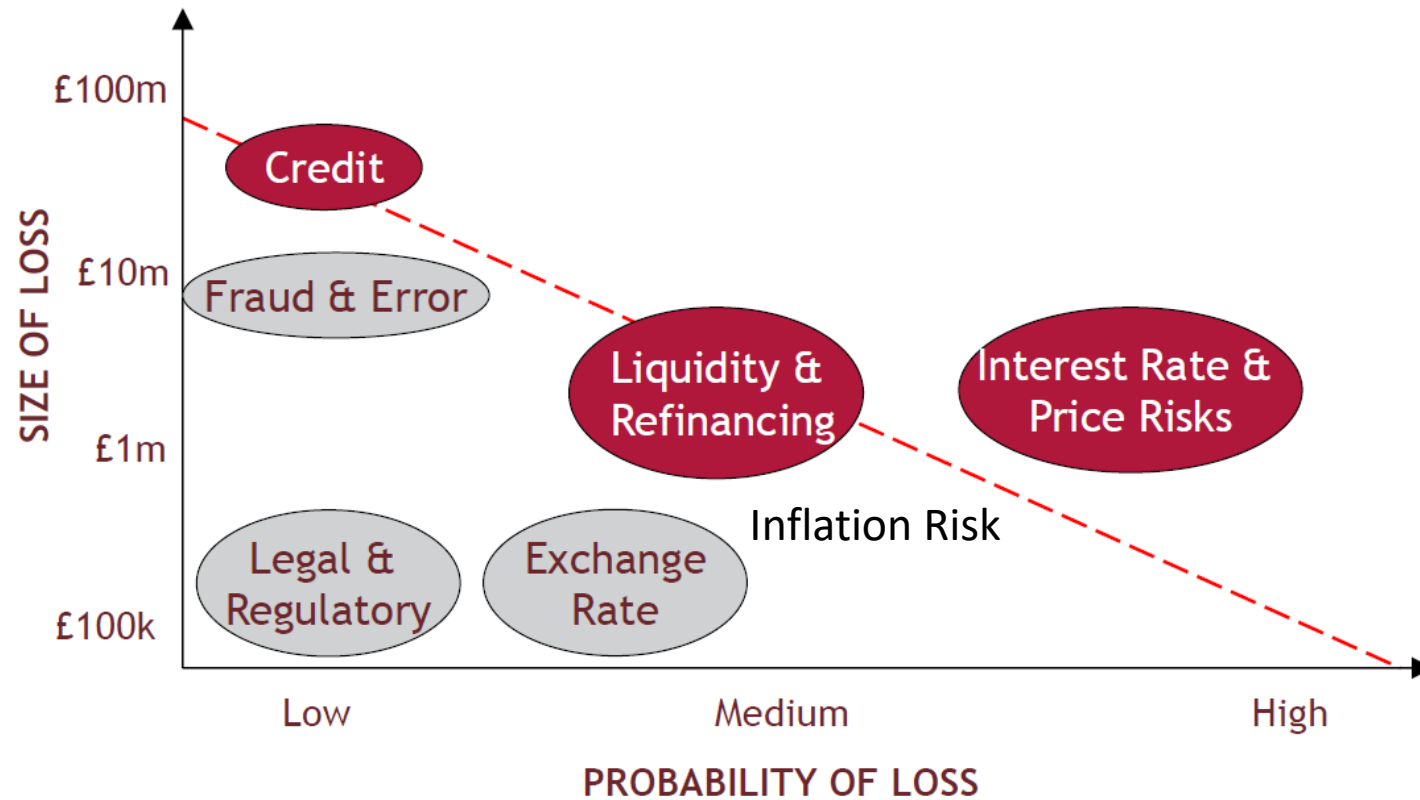 £100m
Credit
£10m
Fraud & Error
SIZE OF LOSS
Liquidity &
Refinancing
Interest Rate &
Price Risks
£1m
Inflation Risk
Legal &
Regulatory
Exchange
Rate
£100k
Low
Medium
High
PROBABILITY OF LOSS